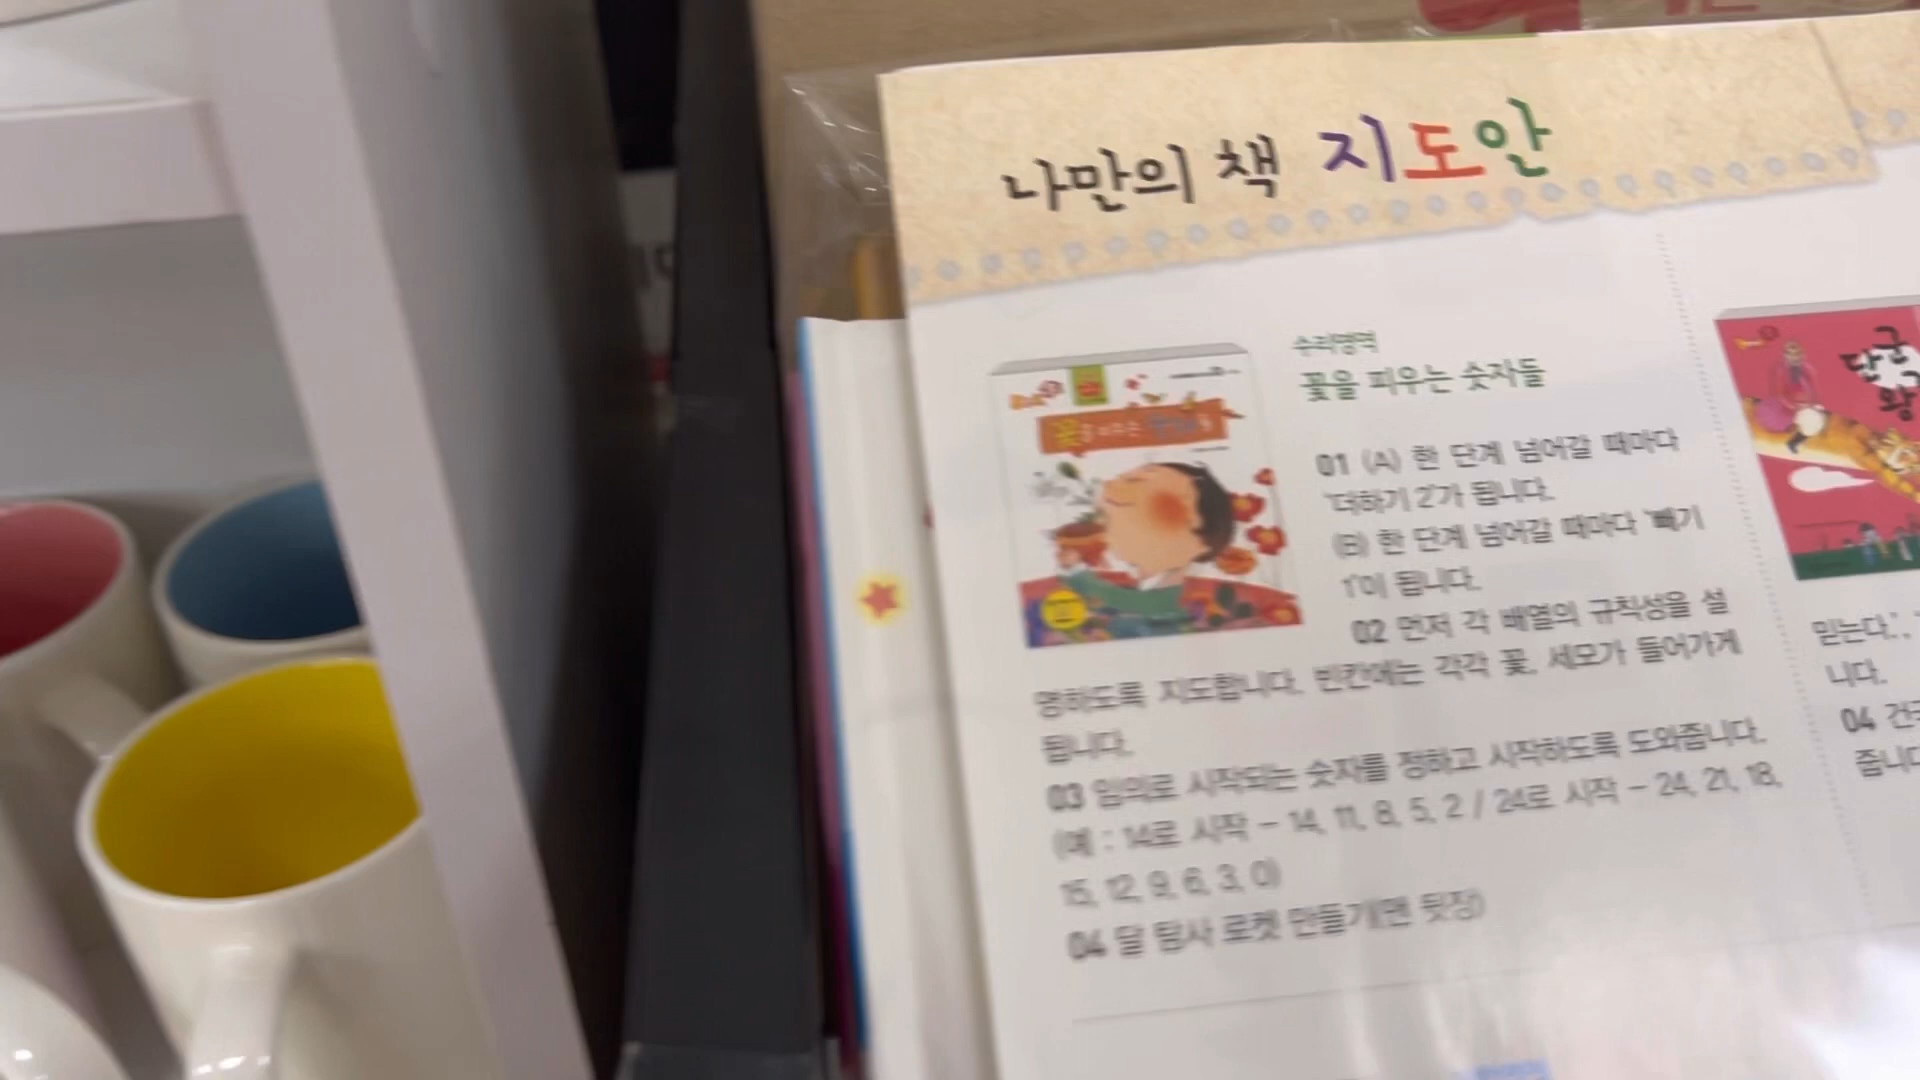 나만의 책 지도안
수리영역
꽃을 피우는 숫자들
01 (A) 한 단계 넘어갈 때마다
'더하기 2'가 됩니다.
(B) 한 단계 넘어갈 때마다 '빼기
1'이 됩니다.
02 먼저 각 배열의 규칙성을 설
명하도록 지도합니다. 빈칸에는 각각 꽃, 세모가 들어가게
됩니다.
03 임의로 시작되는 숫자를 정하고 시작하도록 도와줍니다.
(예 : 14로 시작 - 14, 11, 8, 5, 2 / 24로 시작 - 24, 21, 18,
15, 12, 9, 6, 3, 0)
04 달 탐사 로켓 만들기(맨 뒷장)
단군
믿는다.',
니다.
04